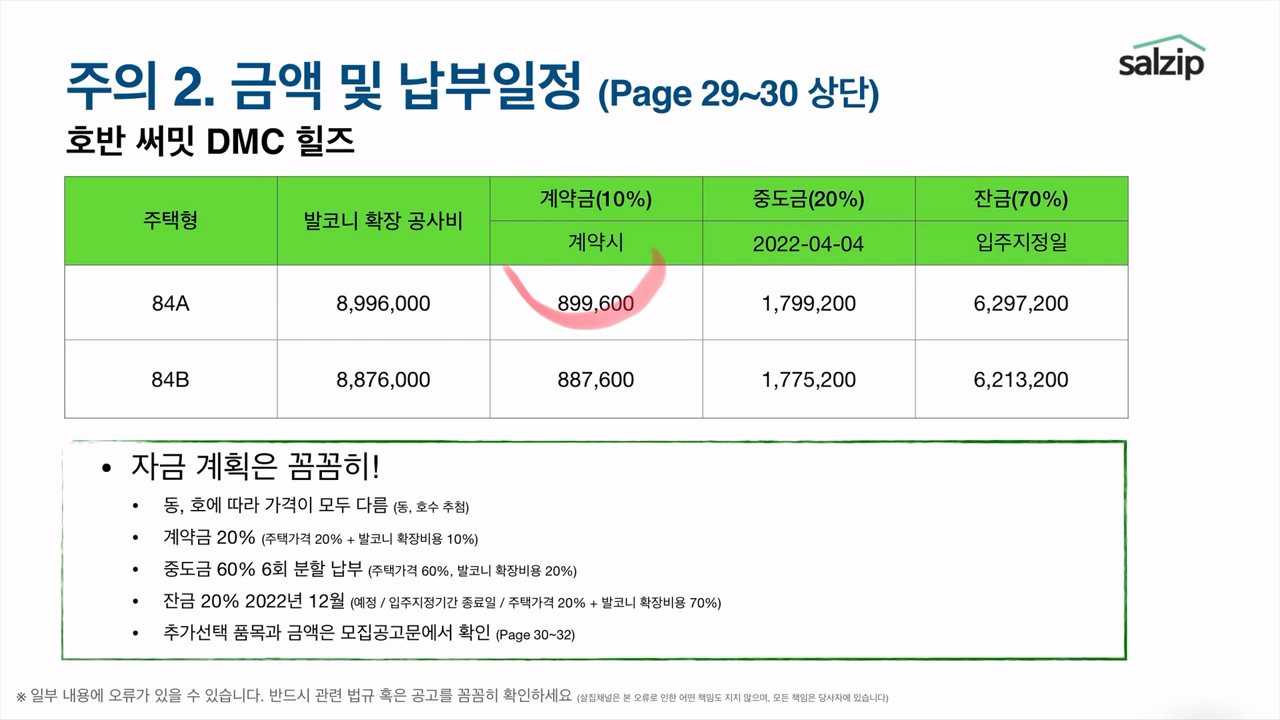 salzip
주의 2. 금액 및 납부일정 (Page 29~30 상단)
호반 써밋 DMC 힐즈
주택형 발코니 확장 공사비 계약금(10%) 중도금(20%) 잔금(70%)
계약시 2022-04-04 입주지정일
84A 8,996,000 899,600 1,799,200 6,297,200
84B 8,876,000 887,600 1,775,200 6,213,200
• 자금 계획은 꼼꼼히!
• 동, 호에 따라 가격이 모두 다름 (동, 호수 추첨)
• 계약금 20% (주택가격 20% + 발코니 확장비용 10%)
• 중도금 60% 6회 분할 납부 (주택가격 60%, 발코니 확장비용 20%)
• 잔금 20% 2022년 12월 (예정 / 입주지정기간 종료일 / 주택가격 20% + 발코니 확장비용 70%)
• 추가선택 품목과 금액은 모집공고문에서 확인 (Page 30~32)
※ 일부 내용에 오류가 있을 수 있습니다. 반드시 관련 법규 혹은 공고를 꼼꼼히 확인하세요 (살집채널은 본 오류로 인한 어떤 책임도 지지 않으며, 모든 책임은 당사자에 있습니다)